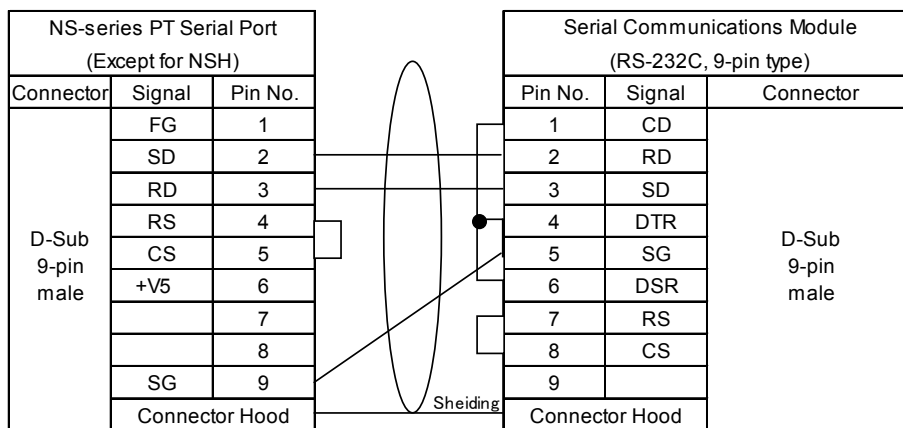 NS-series PT Serial Port
(Except for NSH)
Connector Signal Pin No.
FG 1
SD 2
RD 3
RS 4
CS 5
+V5 6
7
8
SG 9
D-Sub
9-pin
male
Connector Hood
Sheiding
Serial Communications Module
(RS-232C, 9-pin type)
Pin No. Signal Connector
1 CD
2 RD
3 SD
4 DTR
5 SG
6 DSR
7 RS
8 CS
9
D-Sub
9-pin
male
Connector Hood